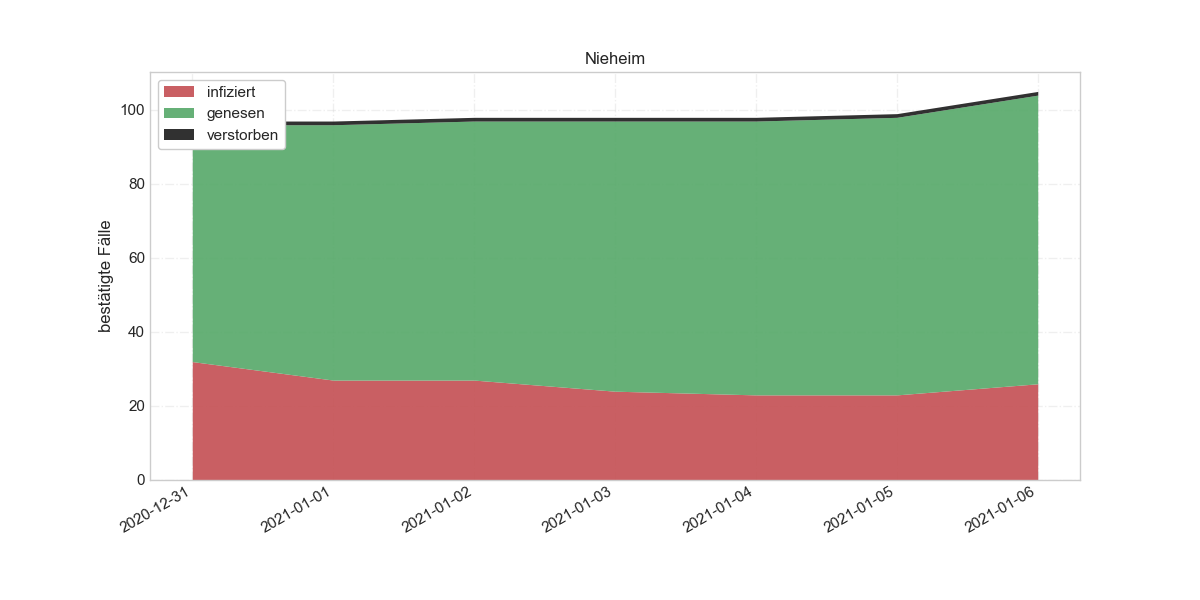 Nieheim
infiziert
genesen
verstorben
bestätigte Fälle
100
80
60
40
20
0
2020-12-31
2021-01-01
2021-01-02
2021-01-03
2021-01-04
2021-01-05
2021-01-06